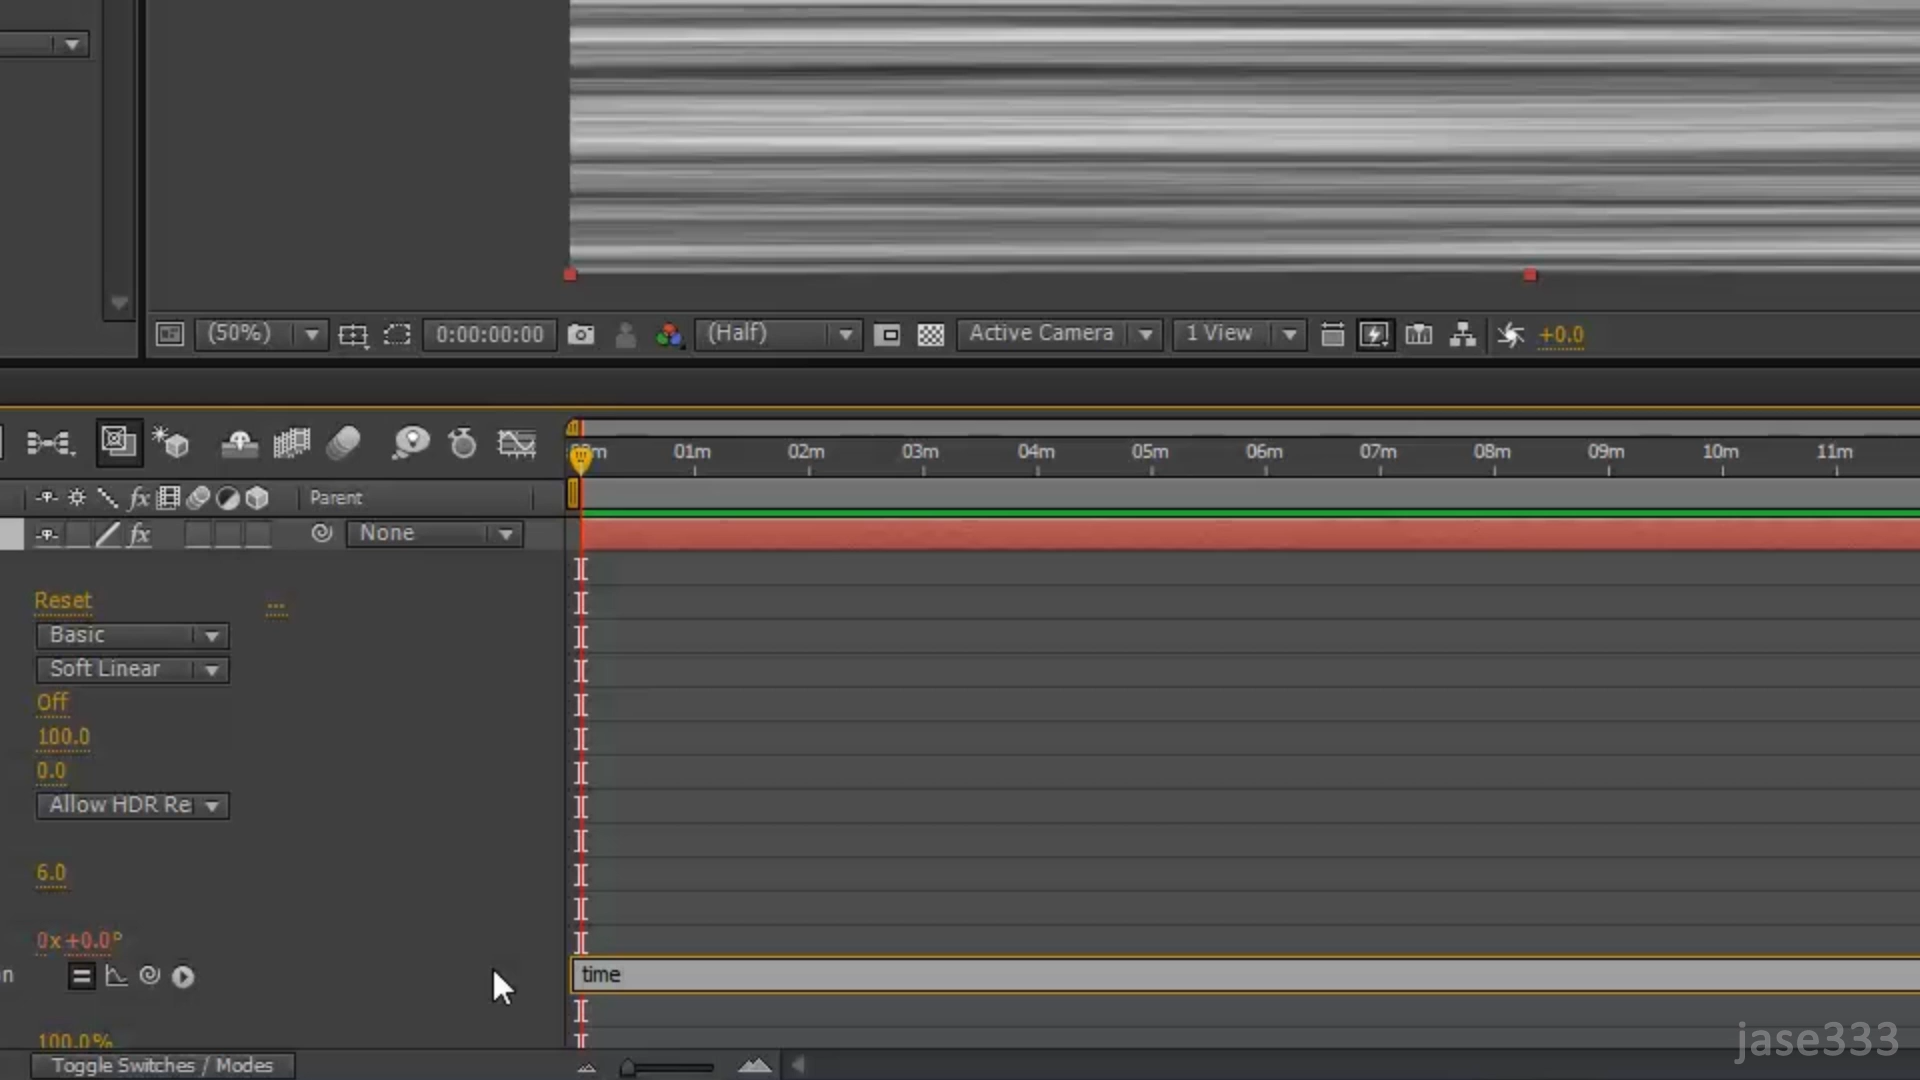 (50%) 0:00:00:00 (Half) Active Camera 1 View +0.0
01m 02m 03m 04m 05m 06m 07m 08m 09m 10m 11m
fx Parent
fx None
Reset ...
Basic
Soft Linear
Off
100.0
0.0
Allow HDR Re
6.0
0x +0.0°
time
100.0%
Toggle Switches / Modes
jase333